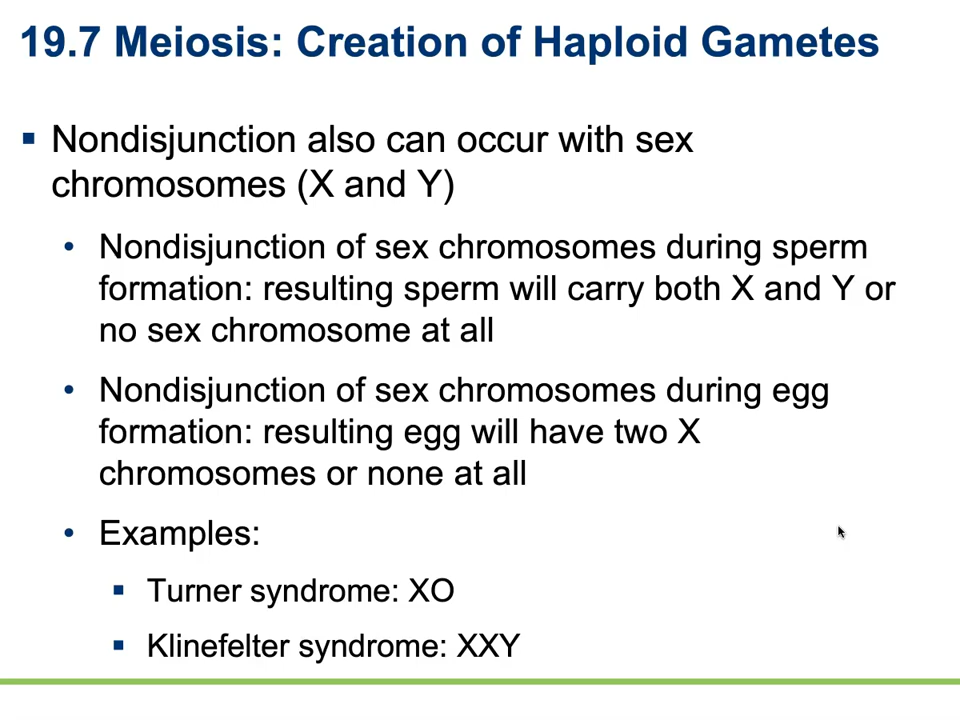 19.7 Meiosis: Creation of Haploid Gametes
▪ Nondisjunction also can occur with sex
chromosomes (X and Y)
• Nondisjunction of sex chromosomes during sperm
formation: resulting sperm will carry both X and Y or
no sex chromosome at all
• Nondisjunction of sex chromosomes during egg
formation: resulting egg will have two X
chromosomes or none at all
• Examples:
▪ Turner syndrome: XO
▪ Klinefelter syndrome: XXY